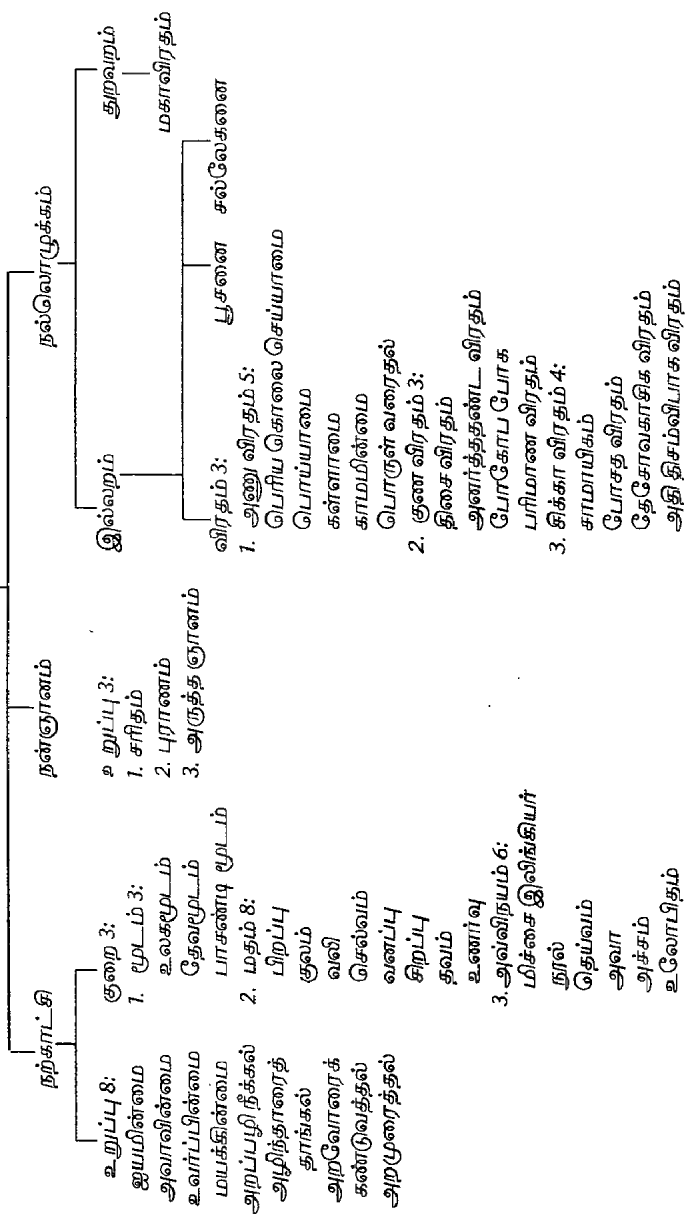 நற்காட்சி
உறுப்பு 8:
ஐயமின்மை
அவாவின்மை
உவர்ப்பின்மை
மயக்கின்மை
அறப்பழி நீக்கல்
அழிந்தாரைத்
தாங்கல்
அறவோரைக்
கண்டுவத்தல்
அறமுரைத்தல்
குறை 3:
1. மூடம் 3:
உலகமூடம்
தேவமூடம்
பாசண்டி மூடம்
2. மதம் 8:
பிறப்பு
குலம்
வலி
செல்வம்
வனப்பு
சிறப்பு
தவம்
உணர்வு
3. அவ்விநயம் 6:
மிச்சை இலிங்கியர்
நூல்
தெய்வம்
அவா
அச்சம்
உலோபிதம்
நன்ஞானம்
உறுப்பு 3:
1. சரிதம்
2. புராணம்
3. அருத்த ஞானம்
நல்லொழுக்கம்
இல்லறம்
விரதம் 3:
1. அணு விரதம் 5:
பெரிய கொலை செய்யாமை
பொய்யாமை
கள்ளாமை
காமமின்மை
பொருள் வரைதல்
2. குண விரதம் 3:
திசை விரதம்
அனர்த்ததண்ட விரதம்
போகோப போக
பரிமாண விரதம்
3. சிக்கா விரதம் 4:
சாமாயிகம்
போசத விரதம்
தேசோவகாசிக விரதம்
அதிதிசம்விபாக விரதம்
பூசனை
சல்லேகனை
துறவறம்
மகாவிரதம்